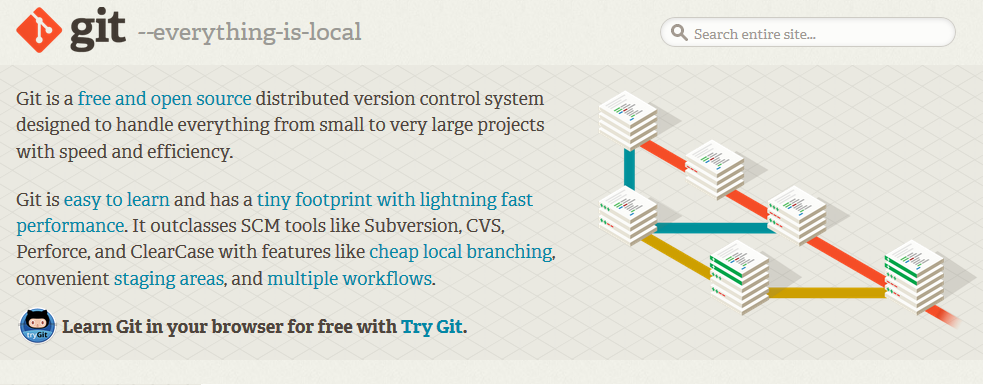 git --everything-is-local
Search entire site...
Git is a free and open source distributed version control system
designed to handle everything from small to very large projects
with speed and efficiency.
Git is easy to learn and has a tiny footprint with lightning fast
performance. It outclasses SCM tools like Subversion, CVS,
Perforce, and ClearCase with features like cheap local branching,
convenient staging areas, and multiple workflows.
tryGit
Learn Git in your browser for free with Try Git.